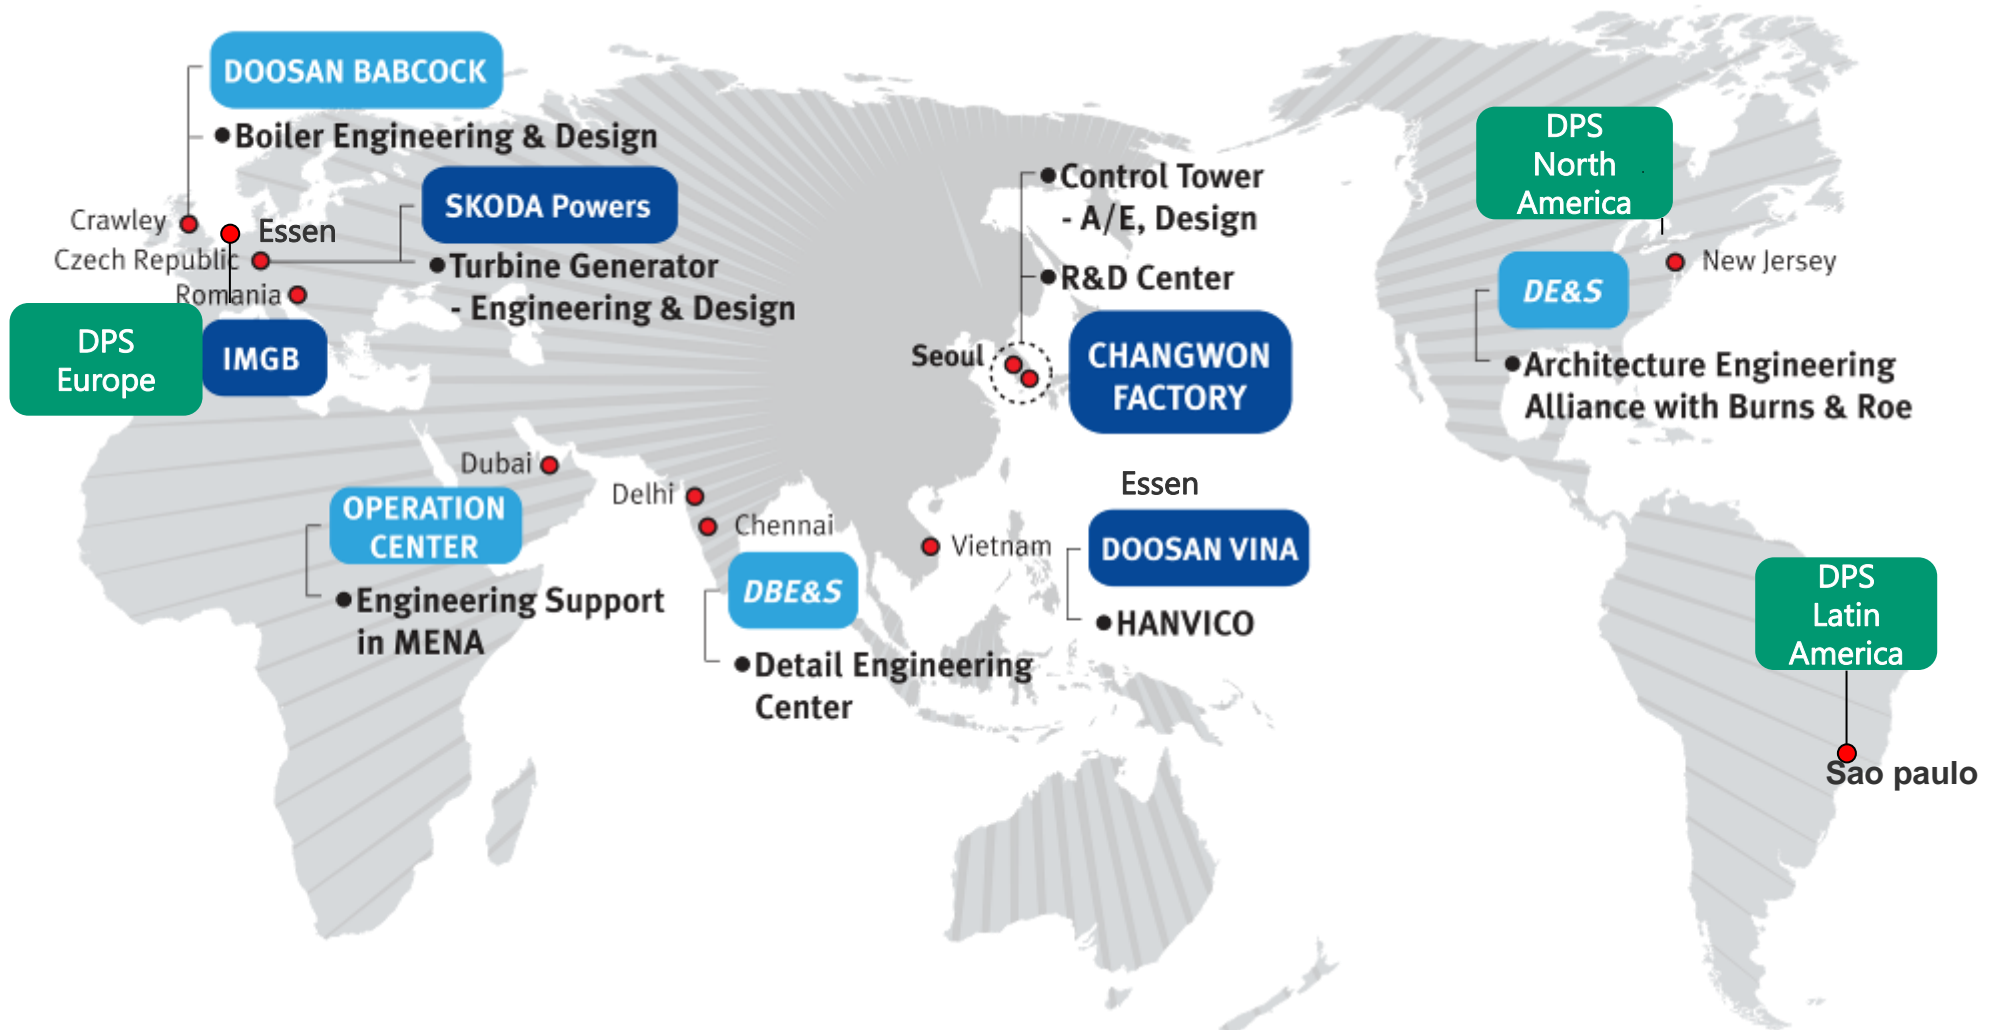 DOOSAN BABCOCK
●Boiler Engineering & Design
Crawley
Essen
Czech Republic
Romania
SKODA Powers
●Turbine Generator
- Engineering & Design
DPS
Europe
IMGB
●Control Tower
- A/E, Design
●R&D Center
Seoul
CHANGWON
FACTORY
DPS
North
America
New Jersey
DE&S
●Architecture Engineering
Alliance with Burns & Roe
Dubai
OPERATION
CENTER
●Engineering Support
in MENA
Delhi
Chennai
DBE&S
●Detail Engineering
Center
Essen
Vietnam
DOOSAN VINA
●HANVICO
DPS
Latin
America
Sao paulo